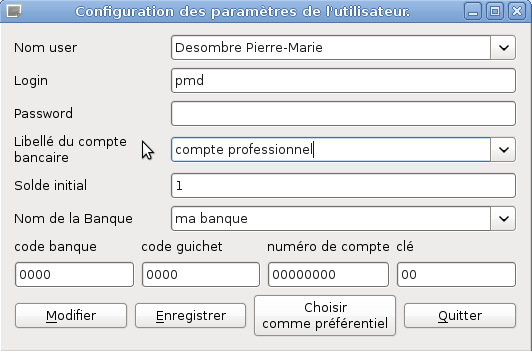 Configuration des paramètres de l'utilisateur.
Nom user Desombre Pierre-Marie
Login pmd
Password
Libellé du compte
bancaire
compte professionnel
Solde initial 1
Nom de la Banque ma banque
code banque code guichet numéro de compte clé
0000 0000 00000000 00
Modifier Enregistrer Choisir
comme préférentiel Quitter